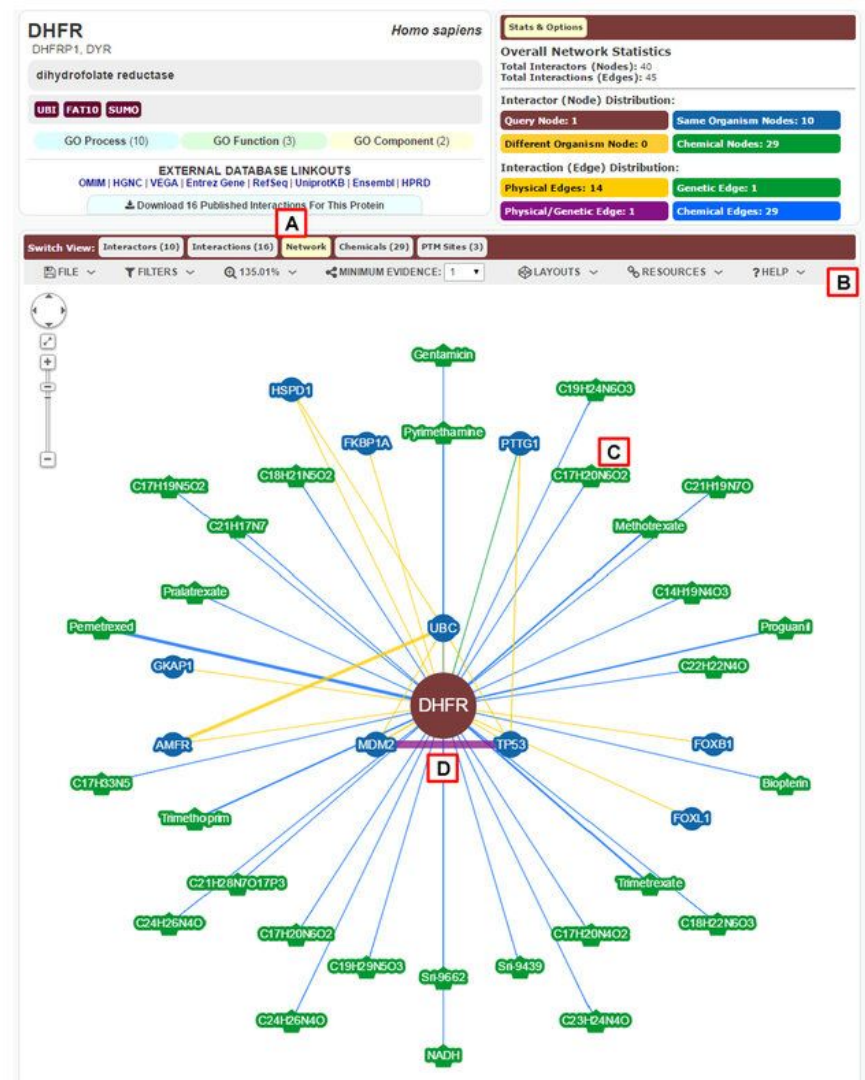 DHFR
Homo sapiens
DHFRP1, DYR
dihydrofolate reductase
UBI FAT10 SUMO
GO Process (10) GO Function (3) GO Component (2)
EXTERNAL DATABASE LINKOUTS
OMIM | HGNC | VEGA | Entrez Gene | RefSeq | UniprotKB | Ensembl | HPRD
Download 16 Published Interactions For This Protein
Stats & Options
Overall Network Statistics
Total Interactors (Nodes): 40
Total Interactions (Edges): 45
Interactor (Node) Distribution:
Query Node: 1 Same Organism Nodes: 10
Different Organism Node: 0 Chemical Nodes: 29
Interaction (Edge) Distribution:
Physical Edges: 14 Genetic Edge: 1
Physical/Genetic Edge: 1 Chemical Edges: 29
A
Switch View: Interactors (10) Interactions (16) Network Chemicals (29) PTM Sites (3)
FILE FILTERS 135.01% MINIMUM EVIDENCE: 1 LAYOUTS RESOURCES ?HELP
B
Gentamicin
HSPD1
C19H24N6O3
FKBP1A
Pyrimethamine
PTTG1
C
C18H21N5O2
C17H20N6O2
C17H19N5O2
C21H19N7O
C21H17N7
Methotrexate
Pralatrexate
C14H19N4O3
Pemetrexed
UBC
Proguanil
GKAP1
C22H22N4O
DHFR
AMFR
MDM2
TP53
FOXB1
D
C17H33N5
Biopterin
Trimethoprim
FOXL1
C21H28N7O17P3
Trimetrexate
C24H26N4O
C17H20N6O2
C17H20N4O2
C18H22N6O3
C19H29N5O3
Sri-9662
Sri-9439
C24H26N4O
C23H24N4O
NADH